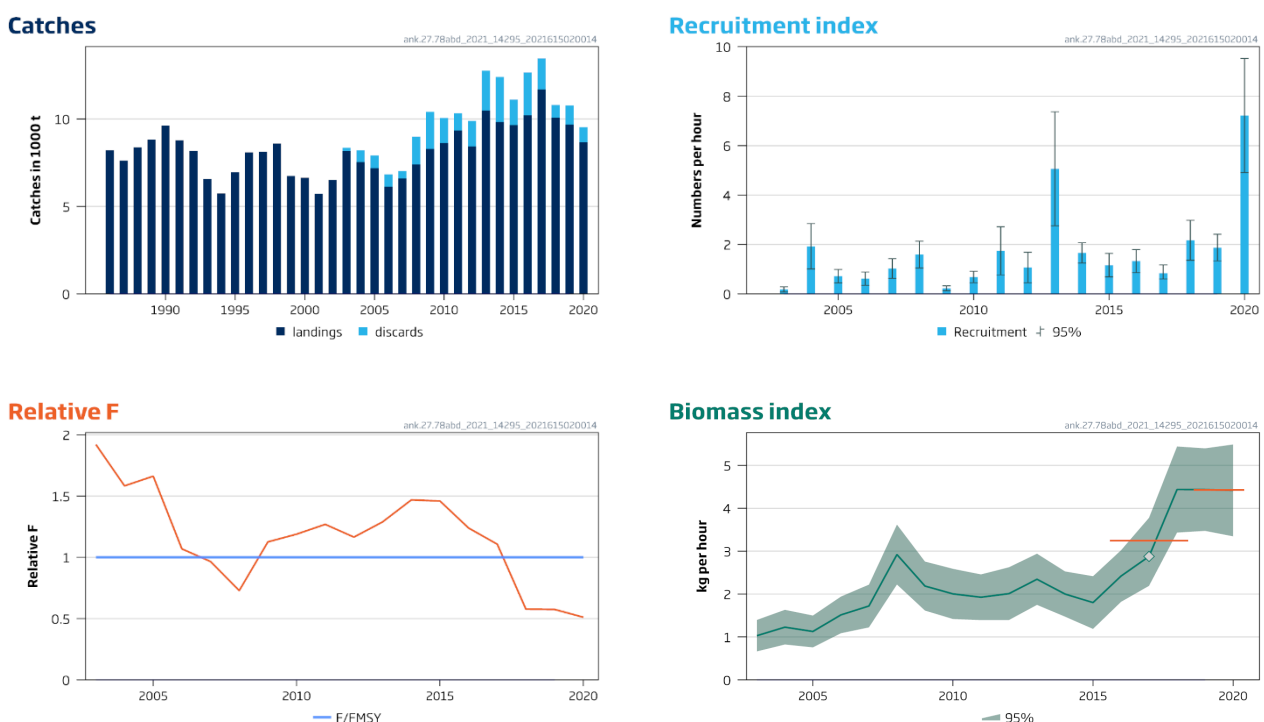 Catches
ank.27.78abd_2021_14295_2021615020014
Catches in 1000 t
10
5
0
1990 1995 2000 2005 2010 2015 2020
landings discards
Recruitment index
ank.27.78abd_2021_14295_2021615020014
Numbers per hour
10
8
6
4
2
0
2005 2010 2015 2020
Recruitment 95%
Relative F
ank.27.78abd_2021_14295_2021615020014
Relative F
2
1.5
1
0.5
0
2005 2010 2015 2020
F/FMSY
Biomass index
ank.27.78abd_2021_14295_2021615020014
kg per hour
5
4
3
2
1
0
2005 2010 2015 2020
95%